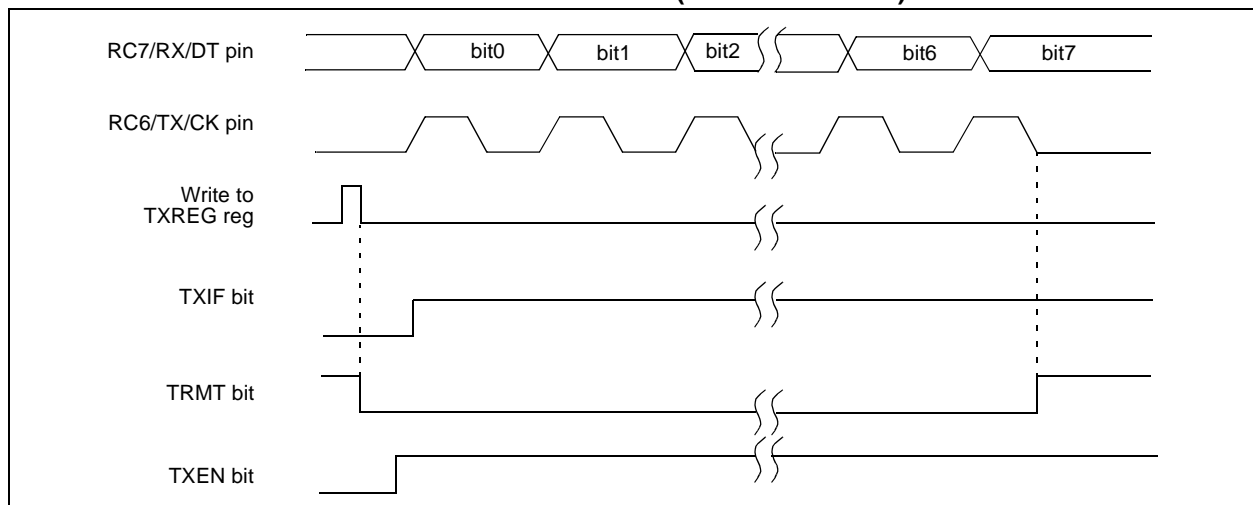 RC7/RX/DT pin
bit0
bit1
bit2
bit6
bit7
RC6/TX/CK pin
Write to
TXREG reg
TXIF bit
TRMT bit
TXEN bit